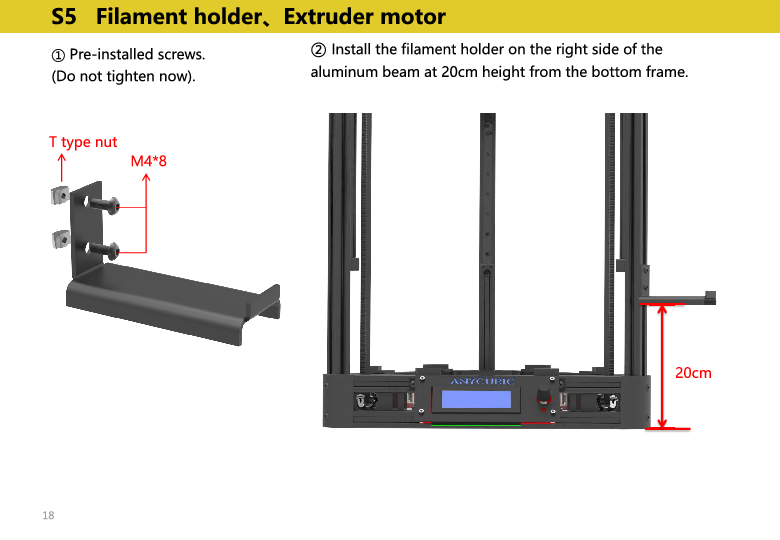 S5 Filament holder、Extruder motor
① Pre-installed screws.
(Do not tighten now).
② Install the filament holder on the right side of the
aluminum beam at 20cm height from the bottom frame.
T type nut
M4*8
ANYCUBIC
20cm
18